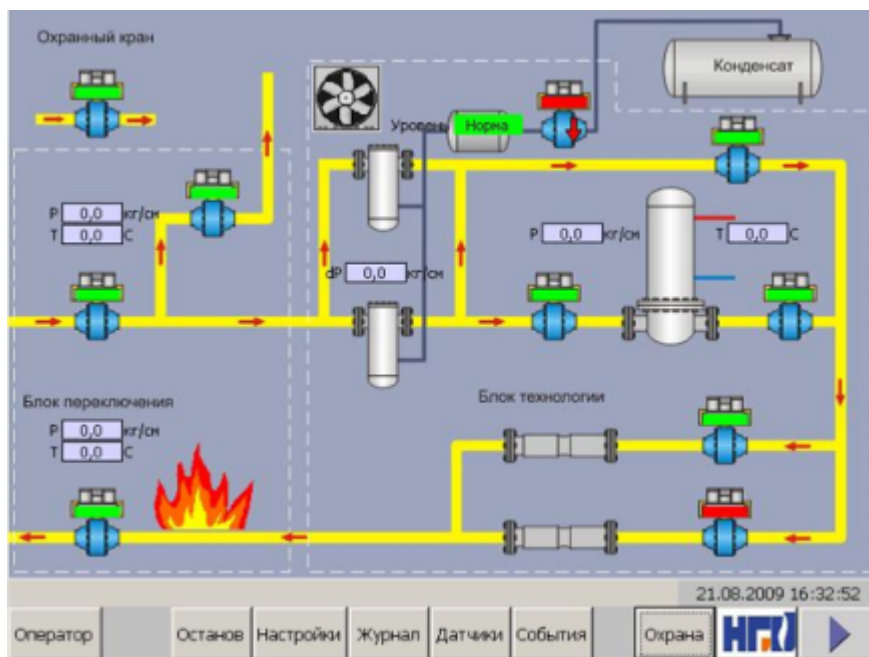 Охранный кран
Конденсат
Уровень Норма
P 0,0 кг/см
T 0,0 C
P 0,0 кг/см
T 0,0 C
dP 0,0 кг/см
Блок переключения
Блок технологии
P 0,0 кг/см
T 0,0 C
21.08.2009 16:32:52
Оператор Останов Настройки Журнал Датчики События Охрана